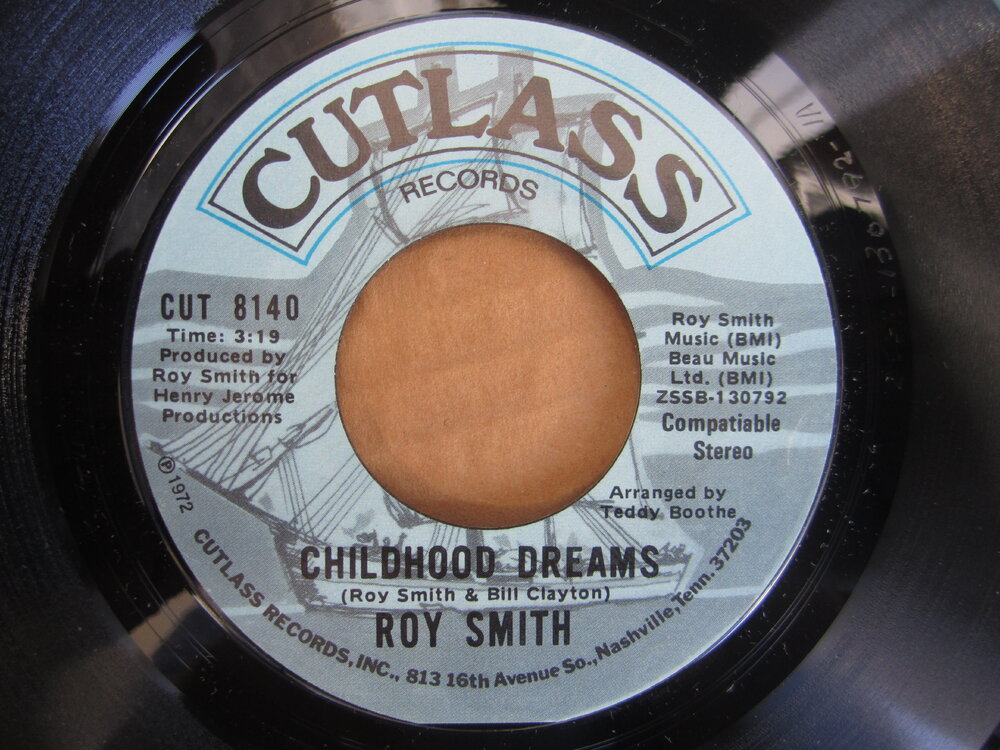 CUTLASS
RECORDS
CUT 8140
Time: 3:19
Produced by
Roy Smith for
Henry Jerome
Productions
℗ 1972
Roy Smith
Music (BMI)
Beau Music
Ltd. (BMI)
ZSSB-130792
Compatiable
Stereo
Arranged by
Teddy Boothe
CHILDHOOD DREAMS
(Roy Smith & Bill Clayton)
ROY SMITH
CUTLASS RECORDS, INC., 813 16th Avenue So., Nashville, Tenn. 37203